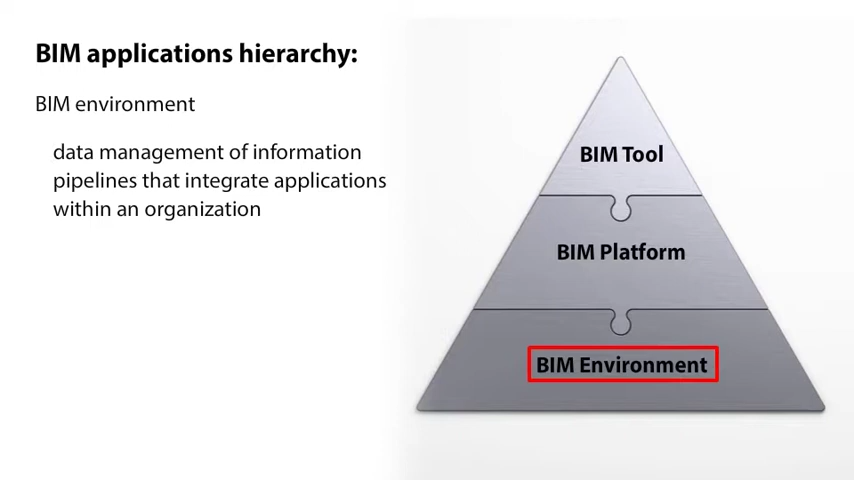 BIM applications hierarchy:
BIM environment
data management of information
pipelines that integrate applications
within an organization
BIM Tool
BIM Platform
BIM Environment